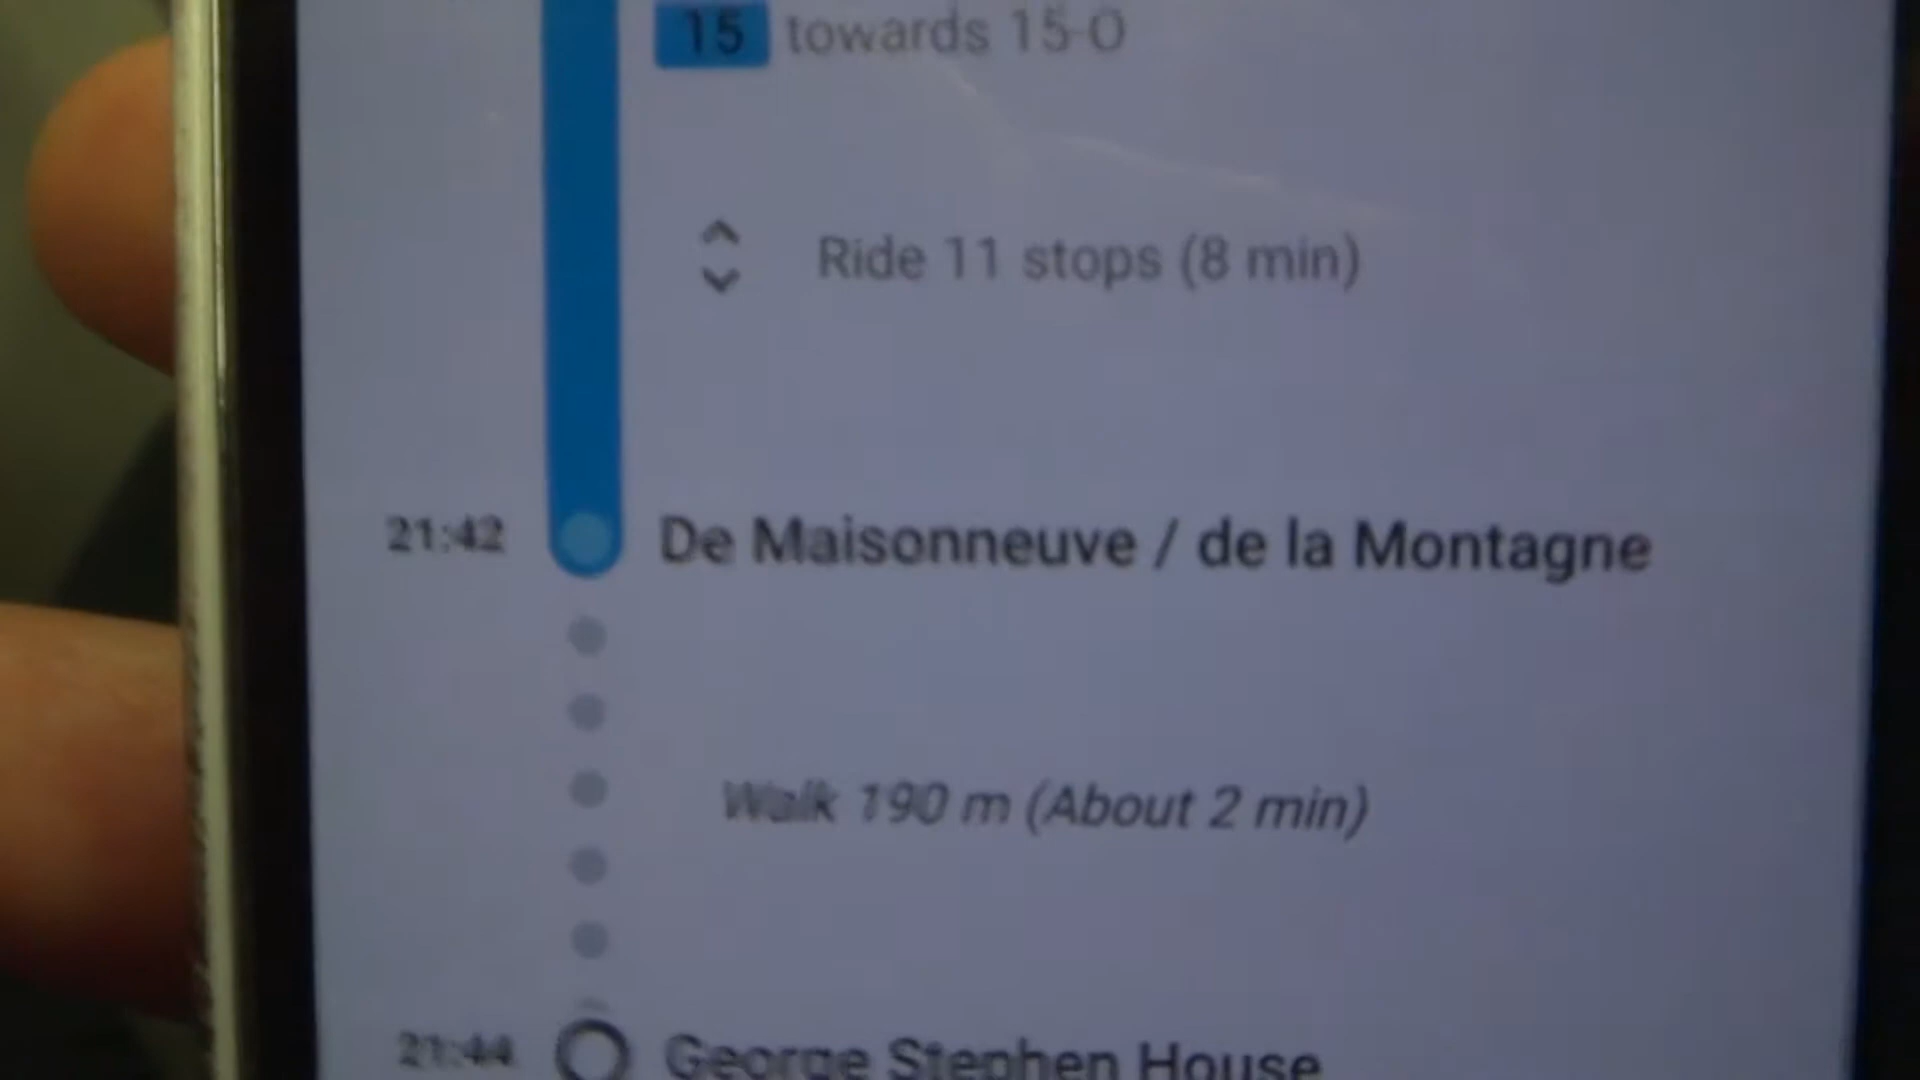 15 towards 15-O
Ride 11 stops (8 min)
21:42 De Maisonneuve / de la Montagne
Walk 190 m (About 2 min)
21:44 George Stephen House